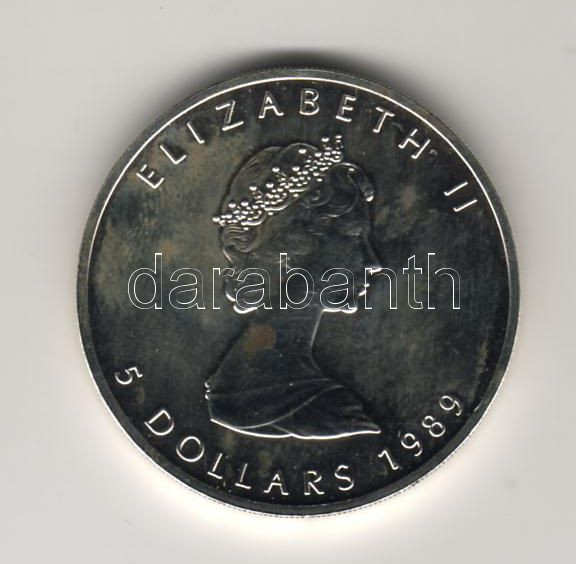 ELIZABETH II
darabanth
5 DOLLARS 1989